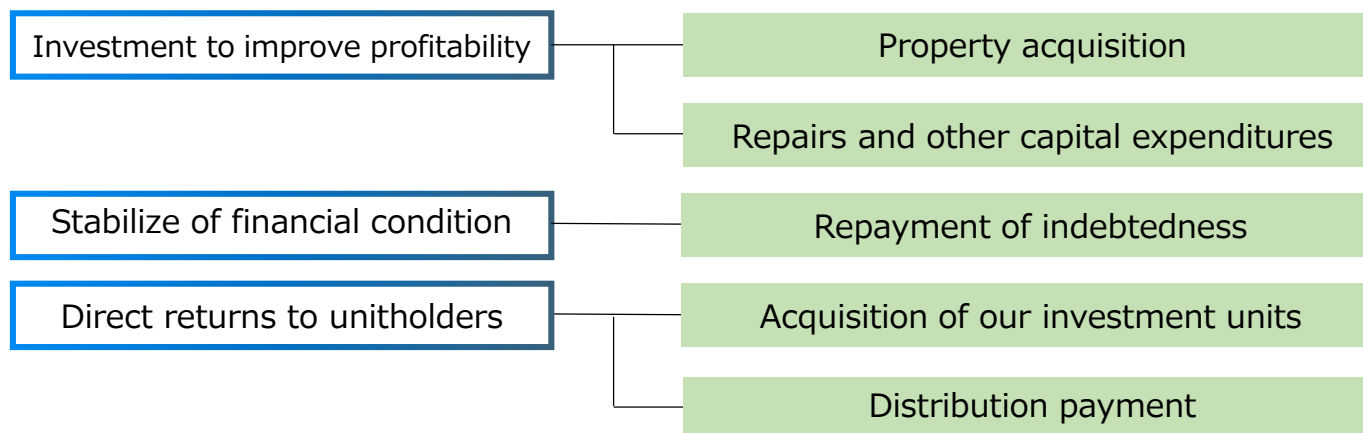 Investment to improve profitability
Property acquisition
Repairs and other capital expenditures
Stabilize of financial condition
Repayment of indebtedness
Direct returns to unitholders
Acquisition of our investment units
Distribution payment